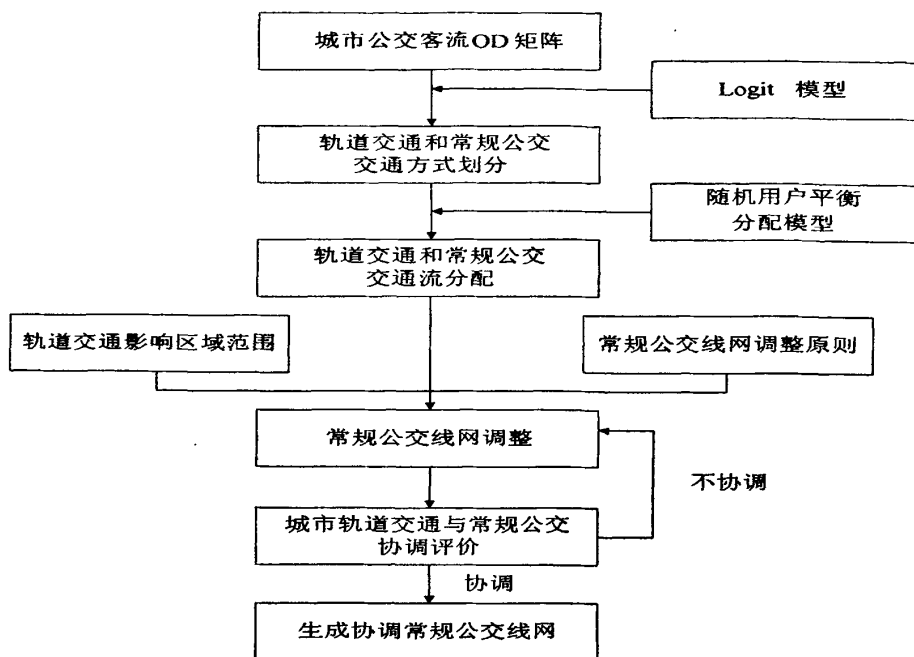 城市公交客流OD矩阵
Logit 模型
轨道交通和常规公交
交通方式划分
随机用户平衡
分配模型
轨道交通和常规公交
交通流分配
轨道交通影响区域范围
常规公交线网调整原则
常规公交线网调整
不协调
城市轨道交通与常规公交
协调评价
协调
生成协调常规公交线网